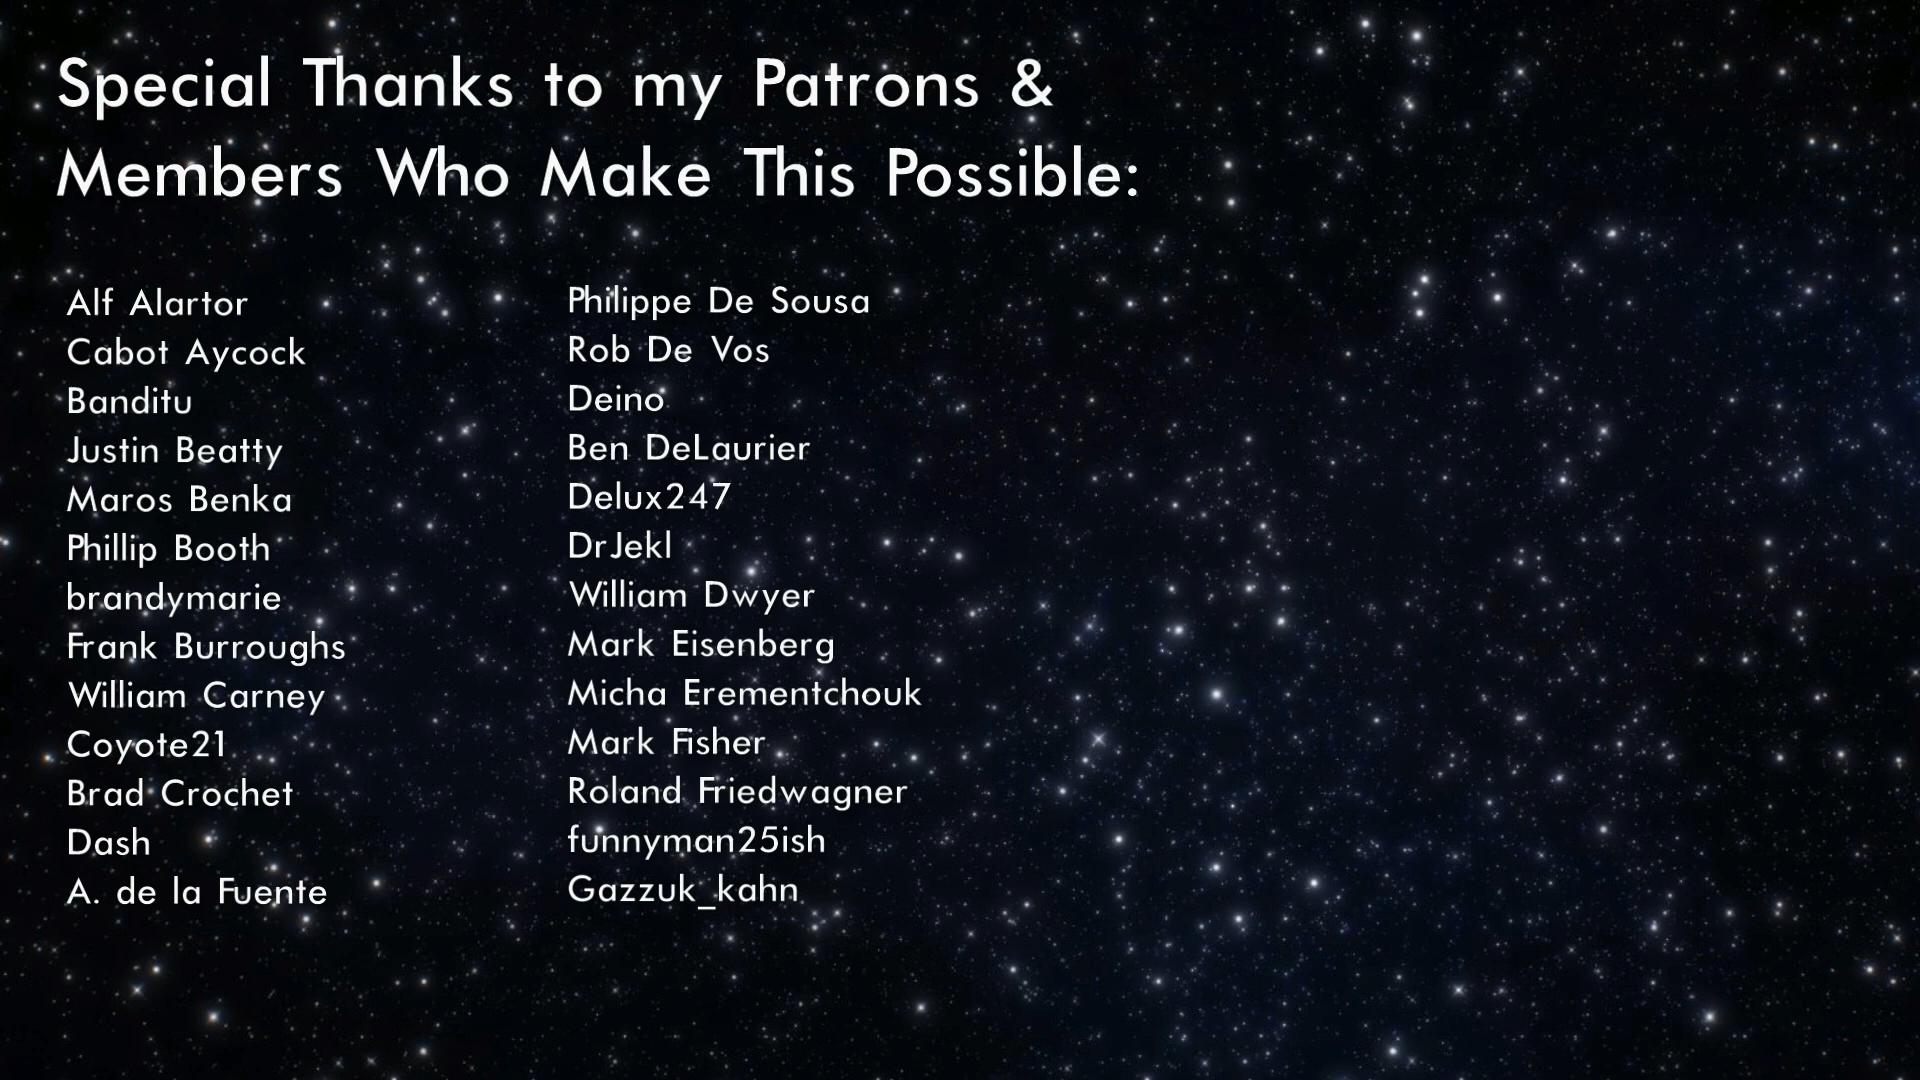 Special Thanks to my Patrons &
Members Who Make This Possible:
Alf Alartor
Cabot Aycock
Banditu
Justin Beatty
Maros Benka
Phillip Booth
brandymarie
Frank Burroughs
William Carney
Coyote21
Brad Crochet
Dash
A. de la Fuente
Philippe De Sousa
Rob De Vos
Deino
Ben DeLaurier
Delux247
DrJekl
William Dwyer
Mark Eisenberg
Micha Erementchouk
Mark Fisher
Roland Friedwagner
funnyman25ish
Gazzuk_kahn